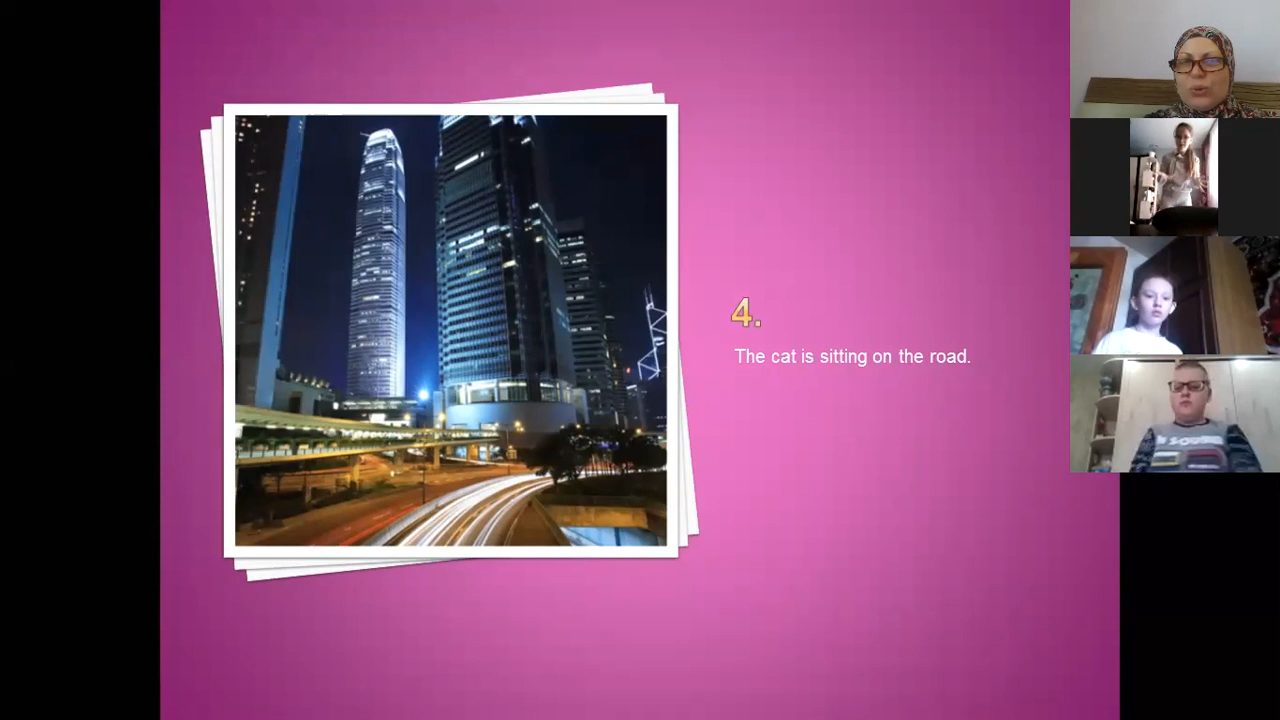 4.
The cat is sitting on the road.